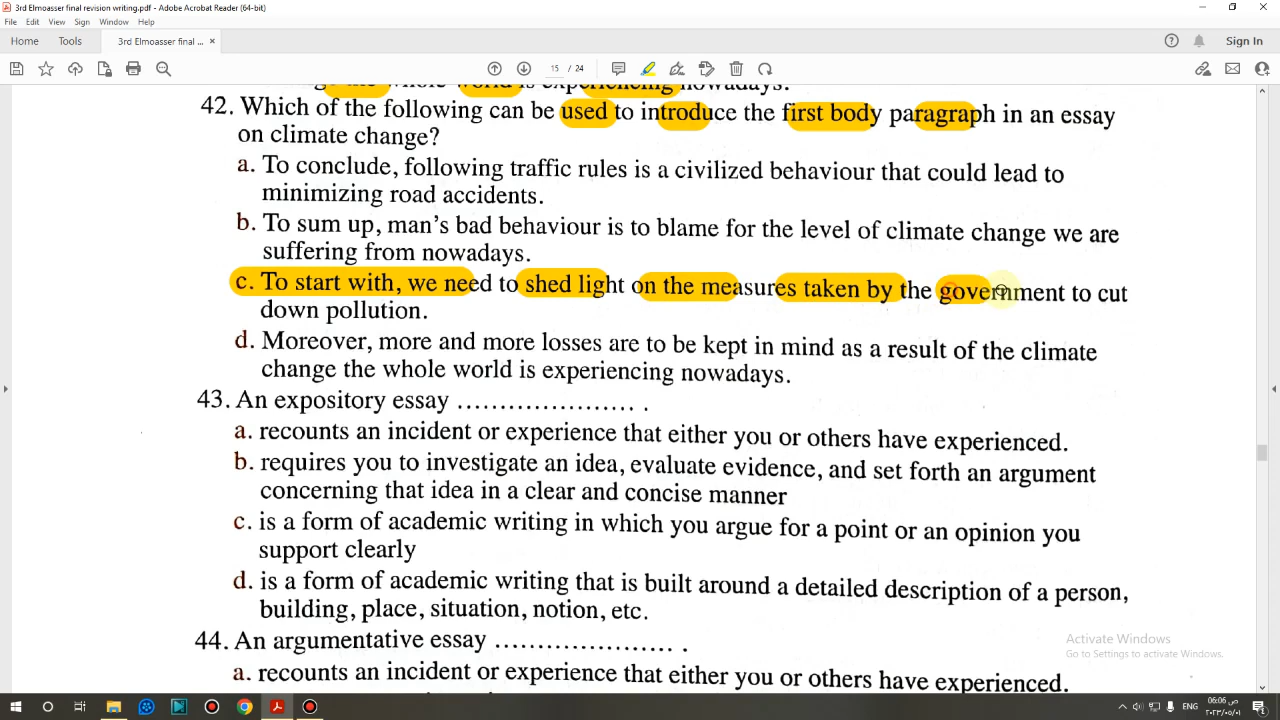 3rd Elmoasser final revision writing.pdf - Adobe Acrobat Reader (64-bit)
File Edit View Sign Window Help
Home Tools 3rd Elmoasser final ... × Sign In
15 / 24
whole world is experiencing nowadays.
42. Which of the following can be used to introduce the first body paragraph in an essay
on climate change?
a. To conclude, following traffic rules is a civilized behaviour that could lead to
minimizing road accidents.
b. To sum up, man's bad behaviour is to blame for the level of climate change we are
suffering from nowadays.
c. To start with, we need to shed light on the measures taken by the government to cut
down pollution.
d. Moreover, more and more losses are to be kept in mind as a result of the climate
change the whole world is experiencing nowadays.
43. An expository essay ..................... .
a. recounts an incident or experience that either you or others have experienced.
b. requires you to investigate an idea, evaluate evidence, and set forth an argument
concerning that idea in a clear and concise manner
c. is a form of academic writing in which you argue for a point or an opinion you
support clearly
d. is a form of academic writing that is built around a detailed description of a person,
building, place, situation, notion, etc.
44. An argumentative essay ..................... .
a. recounts an incident or experience that either you or others have experienced.
Activate Windows
Go to Settings to activate Windows.
ENG
06:06 ص
٢٠٢٣/٠٥/٠١